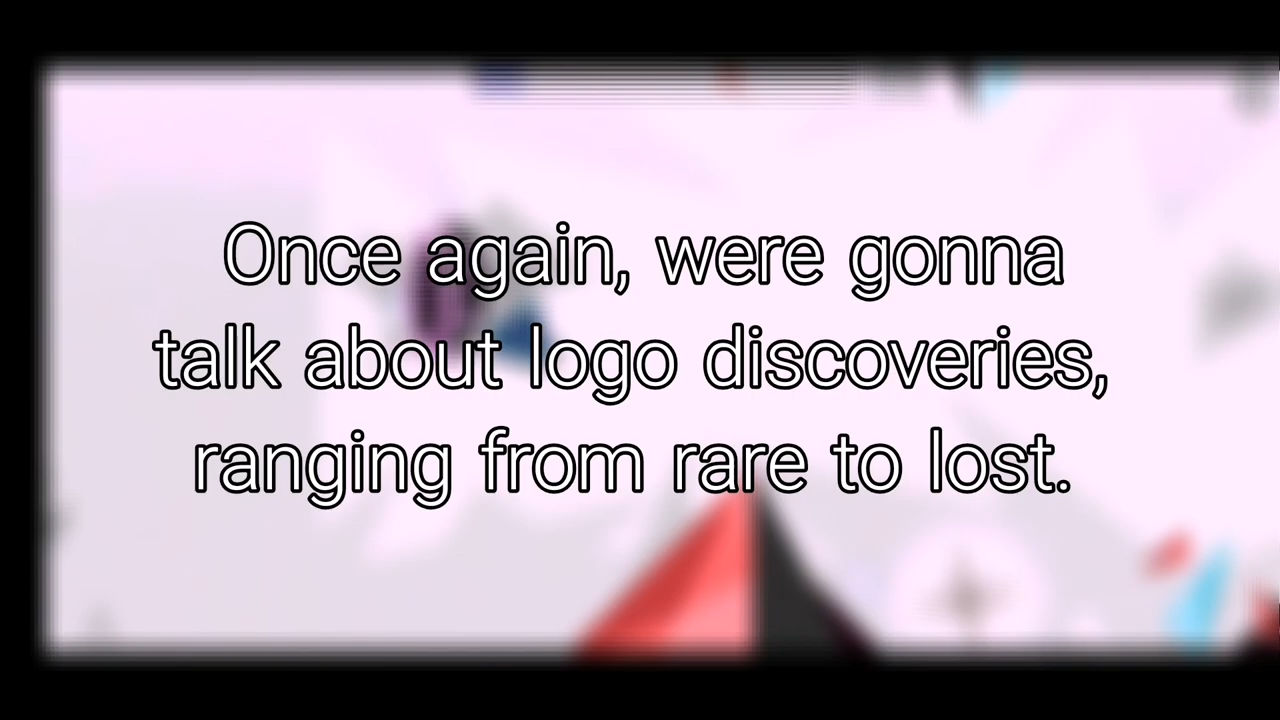 Once again, were gonna
talk about logo discoveries,
ranging from rare to lost.